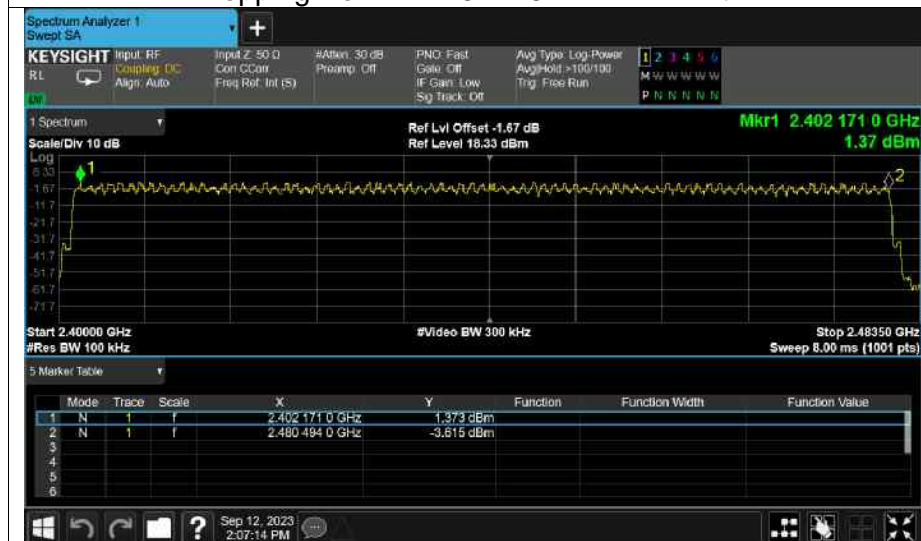 Spectrum Analyzer 1
Swept SA
+
KEYSIGHT Input: RF Input Z: 50 Ω #Atten: 30 dB PNO: Fast Avg Type: Log-Power 1 2 3 4 5 6
RL Coupling: DC Corr CCorr Preamp: Off Gate: Off Avg|Hold: >100/100 M W W W W W
Align: Auto Freq Ref: Int (S) IF Gain: Low Trig: Free Run
Sig Track: Off P N N N N N
1 Spectrum Ref Lvl Offset -1.67 dB Mkr1 2.402 171 0 GHz
Scale/Div 10 dB Ref Level 18.33 dBm 1.37 dBm
Log
8.33 1 2
-1.67
-11.7
-21.7
-31.7
-41.7
-51.7
-61.7
-71.7
Start 2.40000 GHz #Video BW 300 kHz Stop 2.48350 GHz
#Res BW 100 kHz Sweep 8.00 ms (1001 pts)
5 Marker Table
Mode Trace Scale X Y Function Function Width Function Value
1 N 1 f 2.402 171 0 GHz 1.373 dBm
2 N 1 f 2.480 494 0 GHz -3.615 dBm
3
4
5
6
? Sep 12, 2023
2:07:14 PM